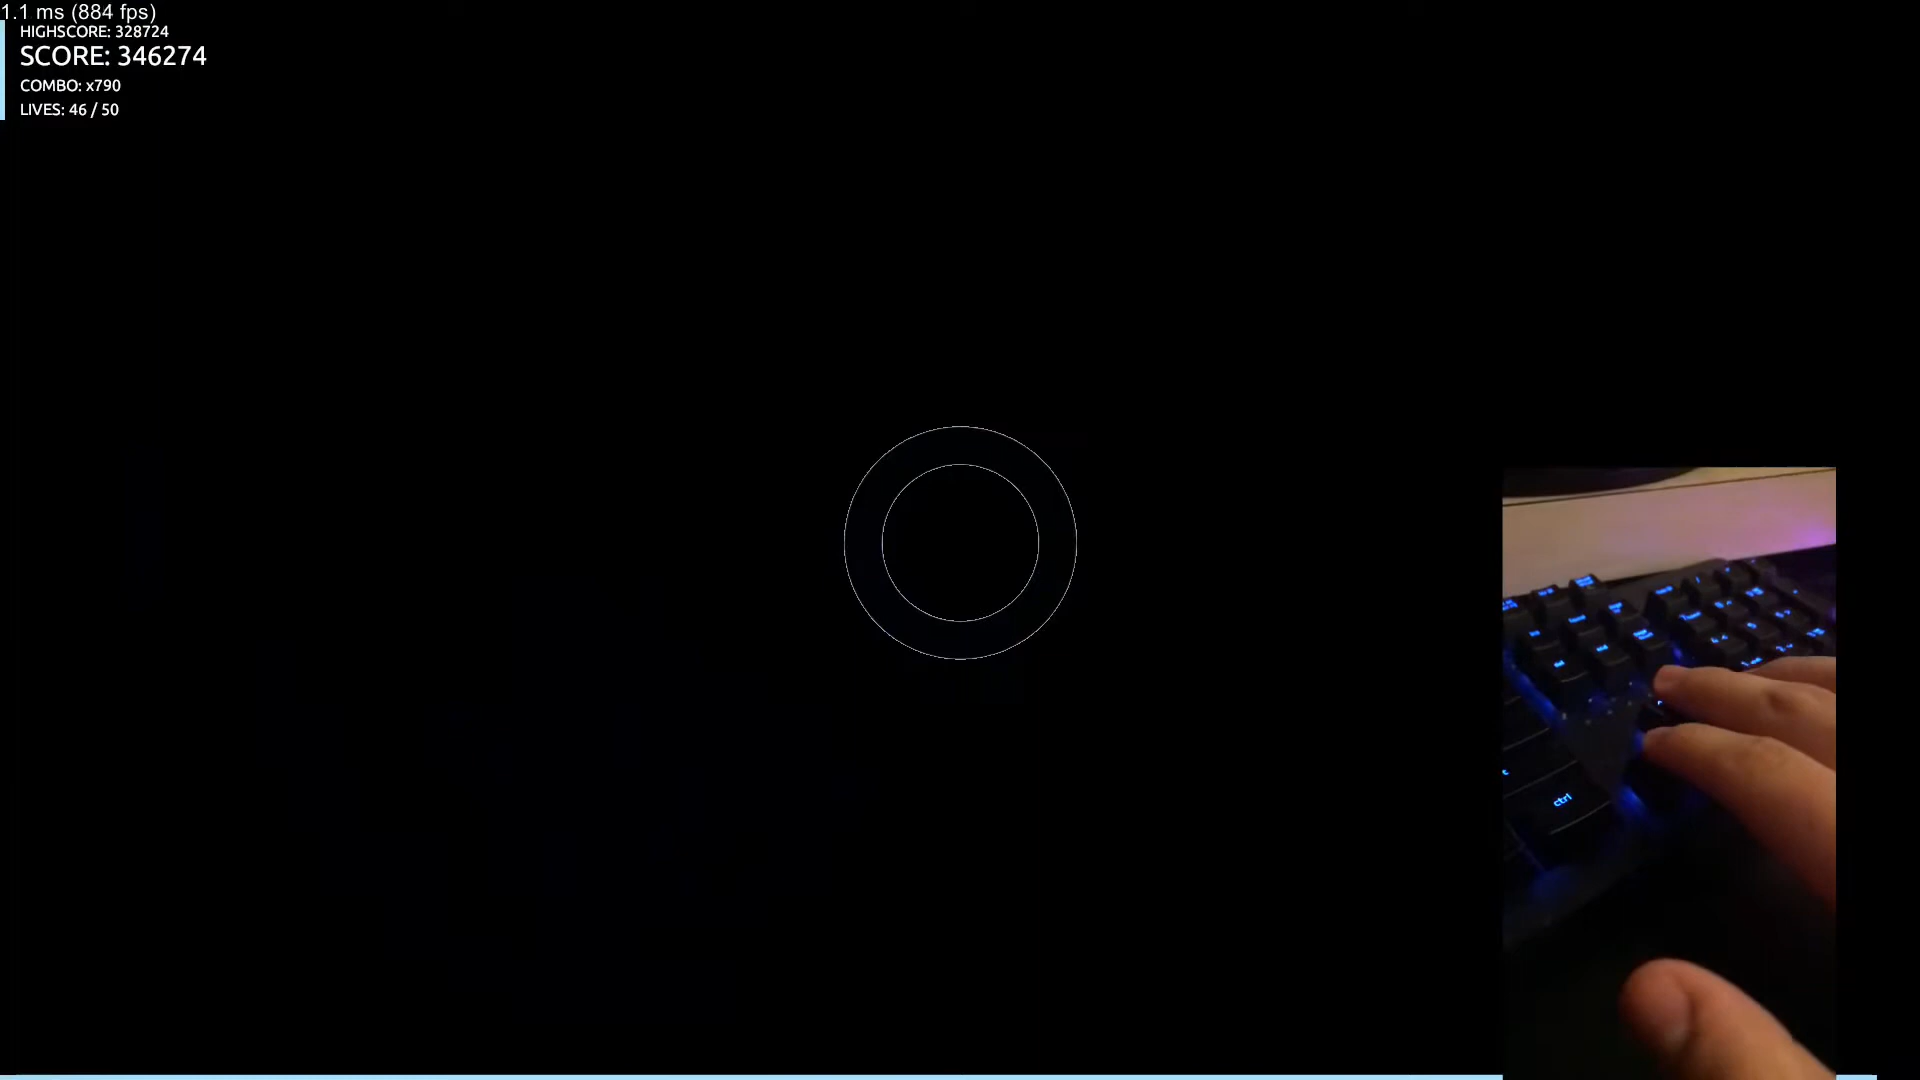 1.1 ms (884 fps)
HIGHSCORE: 328724
SCORE: 346274
COMBO: x790
LIVES: 46 / 50
ctrl